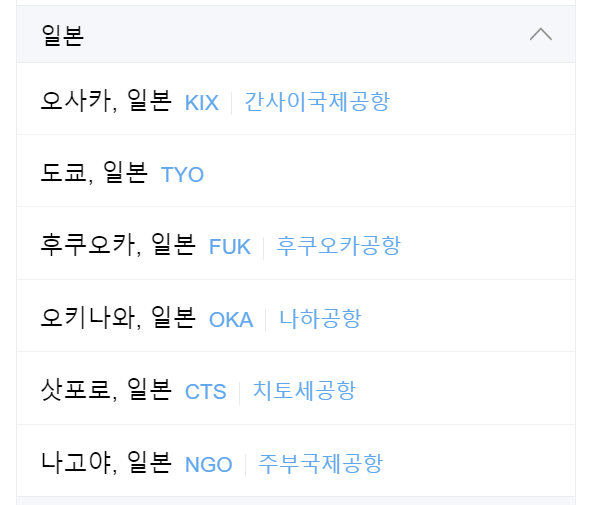 일본
오사카, 일본 KIX 간사이국제공항
도쿄, 일본 TYO
후쿠오카, 일본 FUK 후쿠오카공항
오키나와, 일본 OKA 나하공항
삿포로, 일본 CTS 치토세공항
나고야, 일본 NGO 주부국제공항